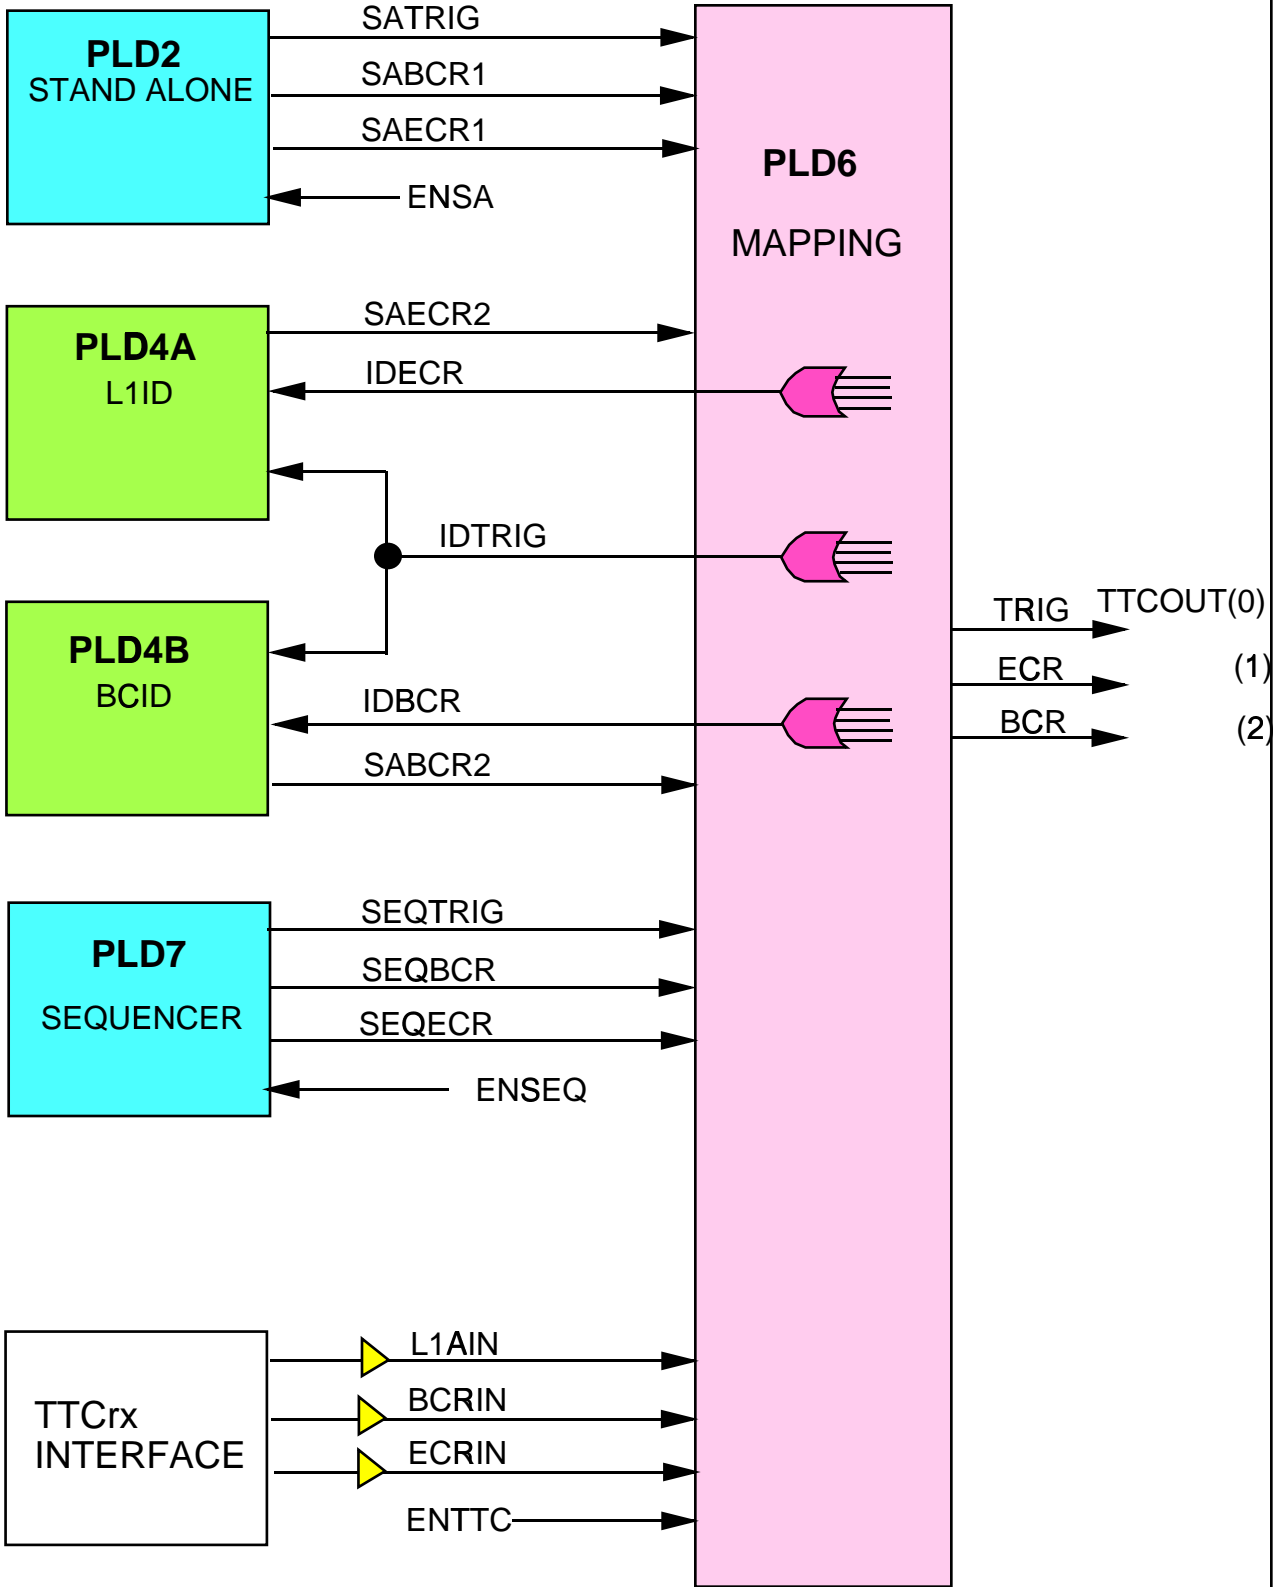 SATRIG
PLD2
STAND ALONE
SABCR1
SAECR1
ENSA
PLD6
MAPPING
SAECR2
PLD4A
L1ID
IDECR
IDTRIG
PLD4B
BCID
IDBCR
SABCR2
TRIG TTCOUT(0)
ECR (1)
BCR (2)
SEQTRIG
PLD7
SEQUENCER
SEQBCR
SEQECR
ENSEQ
TTCrx
INTERFACE
L1AIN
BCRIN
ECRIN
ENTTC